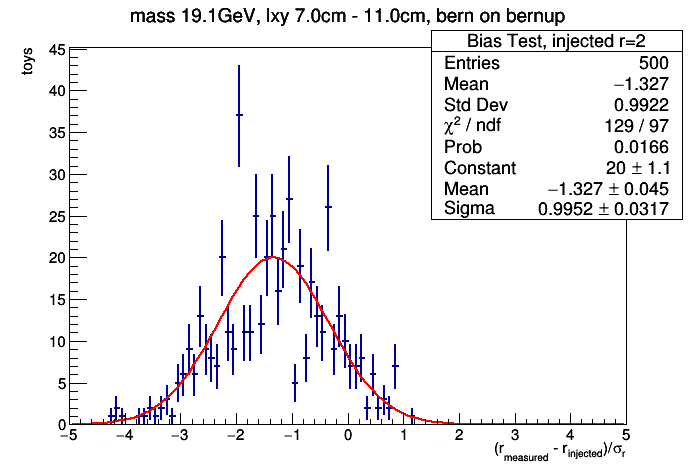 mass 19.1GeV, lxy 7.0cm - 11.0cm, bern on bernup
Bias Test, injected r=2
Entries 500
Mean −1.327
Std Dev 0.9922
χ² / ndf 129 / 97
Prob 0.0166
Constant 20 ± 1.1
Mean −1.327 ± 0.045
Sigma 0.9952 ± 0.0317
toys
45
40
35
30
25
20
15
10
5
0
−5 −4 −3 −2 −1 0 1 2 3 4 5
(r_measured - r_injected)/σ_r